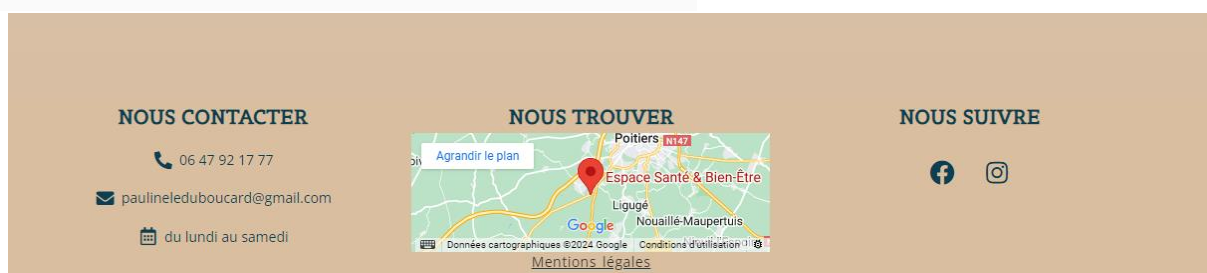 NOUS CONTACTER
06 47 92 17 77
paulineleduboucard@gmail.com
du lundi au samedi
NOUS TROUVER
Poitiers
N147
Agrandir le plan
Espace Santé & Bien-Être
Ligugé
Nouaillé-Maupertuis
Google
Données cartographiques ©2024 Google Conditions d'utilisation
Mentions légales
NOUS SUIVRE